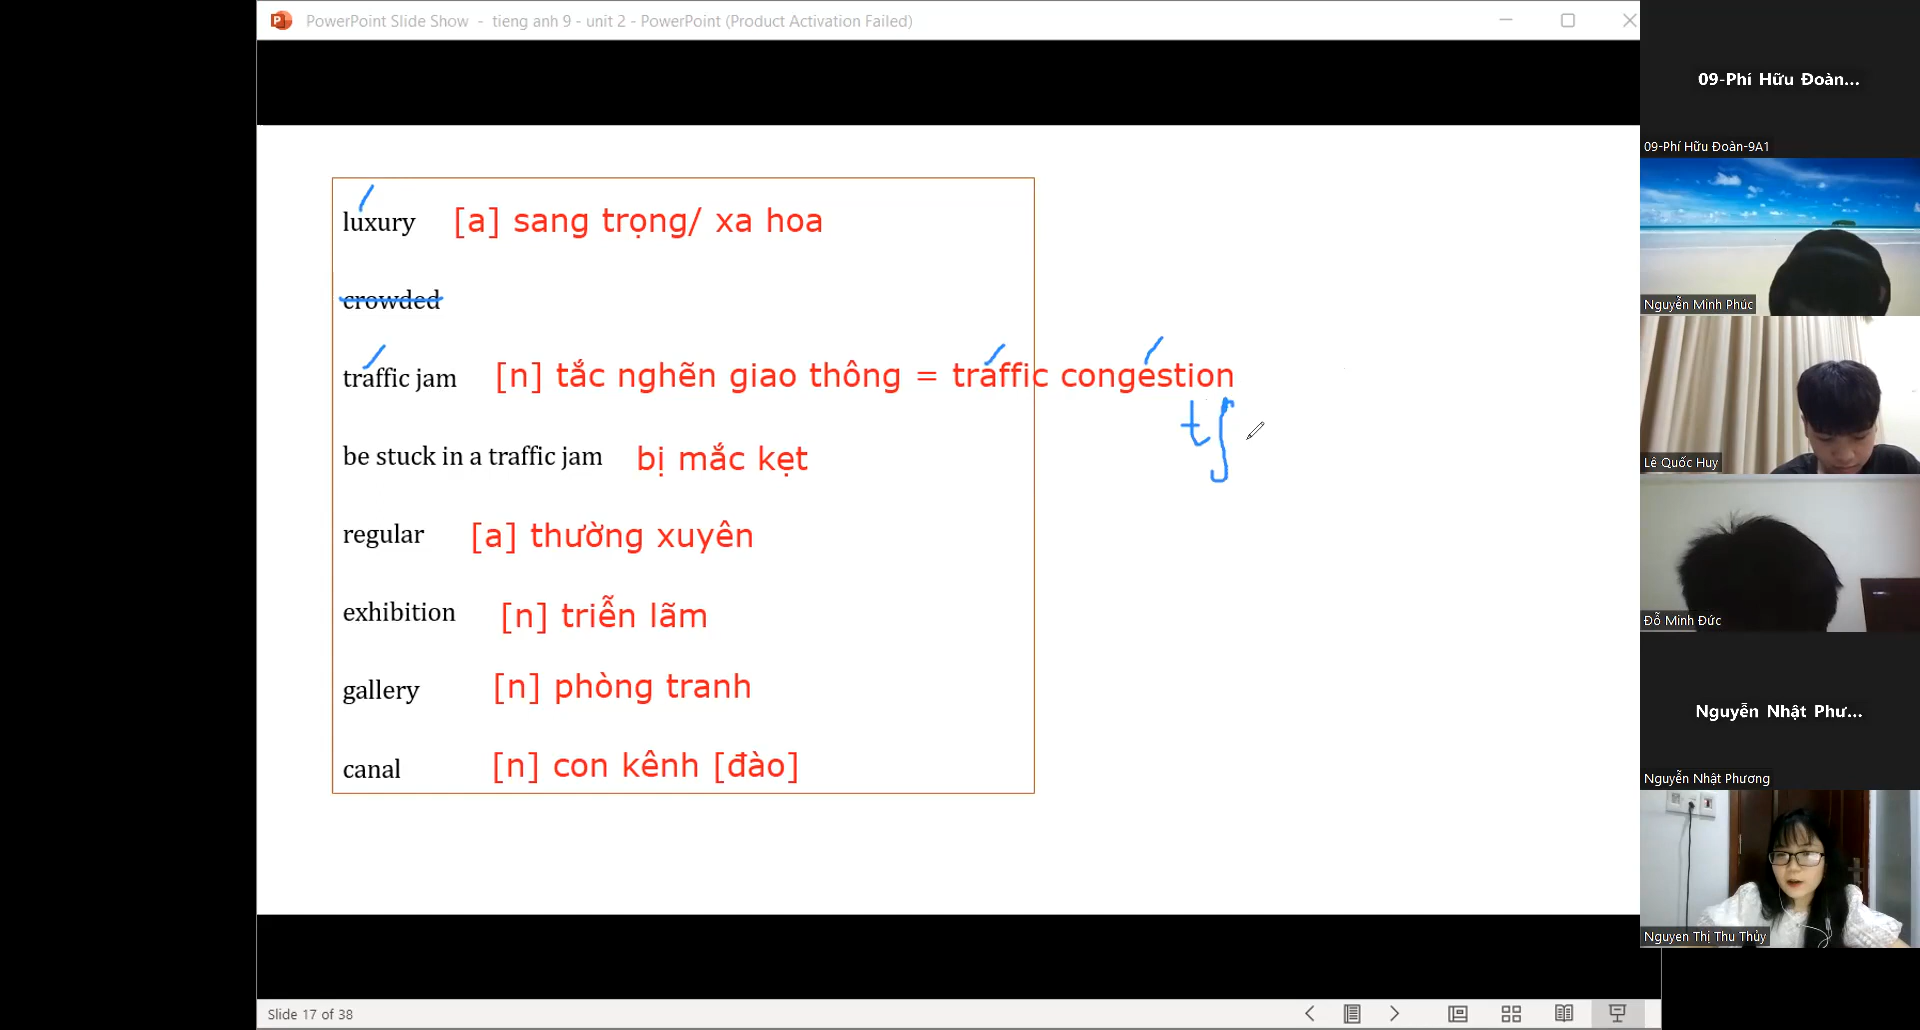 PowerPoint Slide Show - tieng anh 9 - unit 2 - PowerPoint (Product Activation Failed)
luxury [a] sang trọng/ xa hoa
crowded
traffic jam [n] tắc nghẽn giao thông = traffic congestion
tʃ
be stuck in a traffic jam bị mắc kẹt
regular [a] thường xuyên
exhibition [n] triễn lãm
gallery [n] phòng tranh
canal [n] con kênh [đào]
Slide 17 of 38
09-Phí Hữu Đoàn...
09-Phí Hữu Đoàn-9A1
Nguyễn Minh Phúc
Lê Quốc Huy
Đỗ Minh Đức
Nguyễn Nhật Phư...
Nguyễn Nhật Phương
Nguyen Thị Thu Thủy